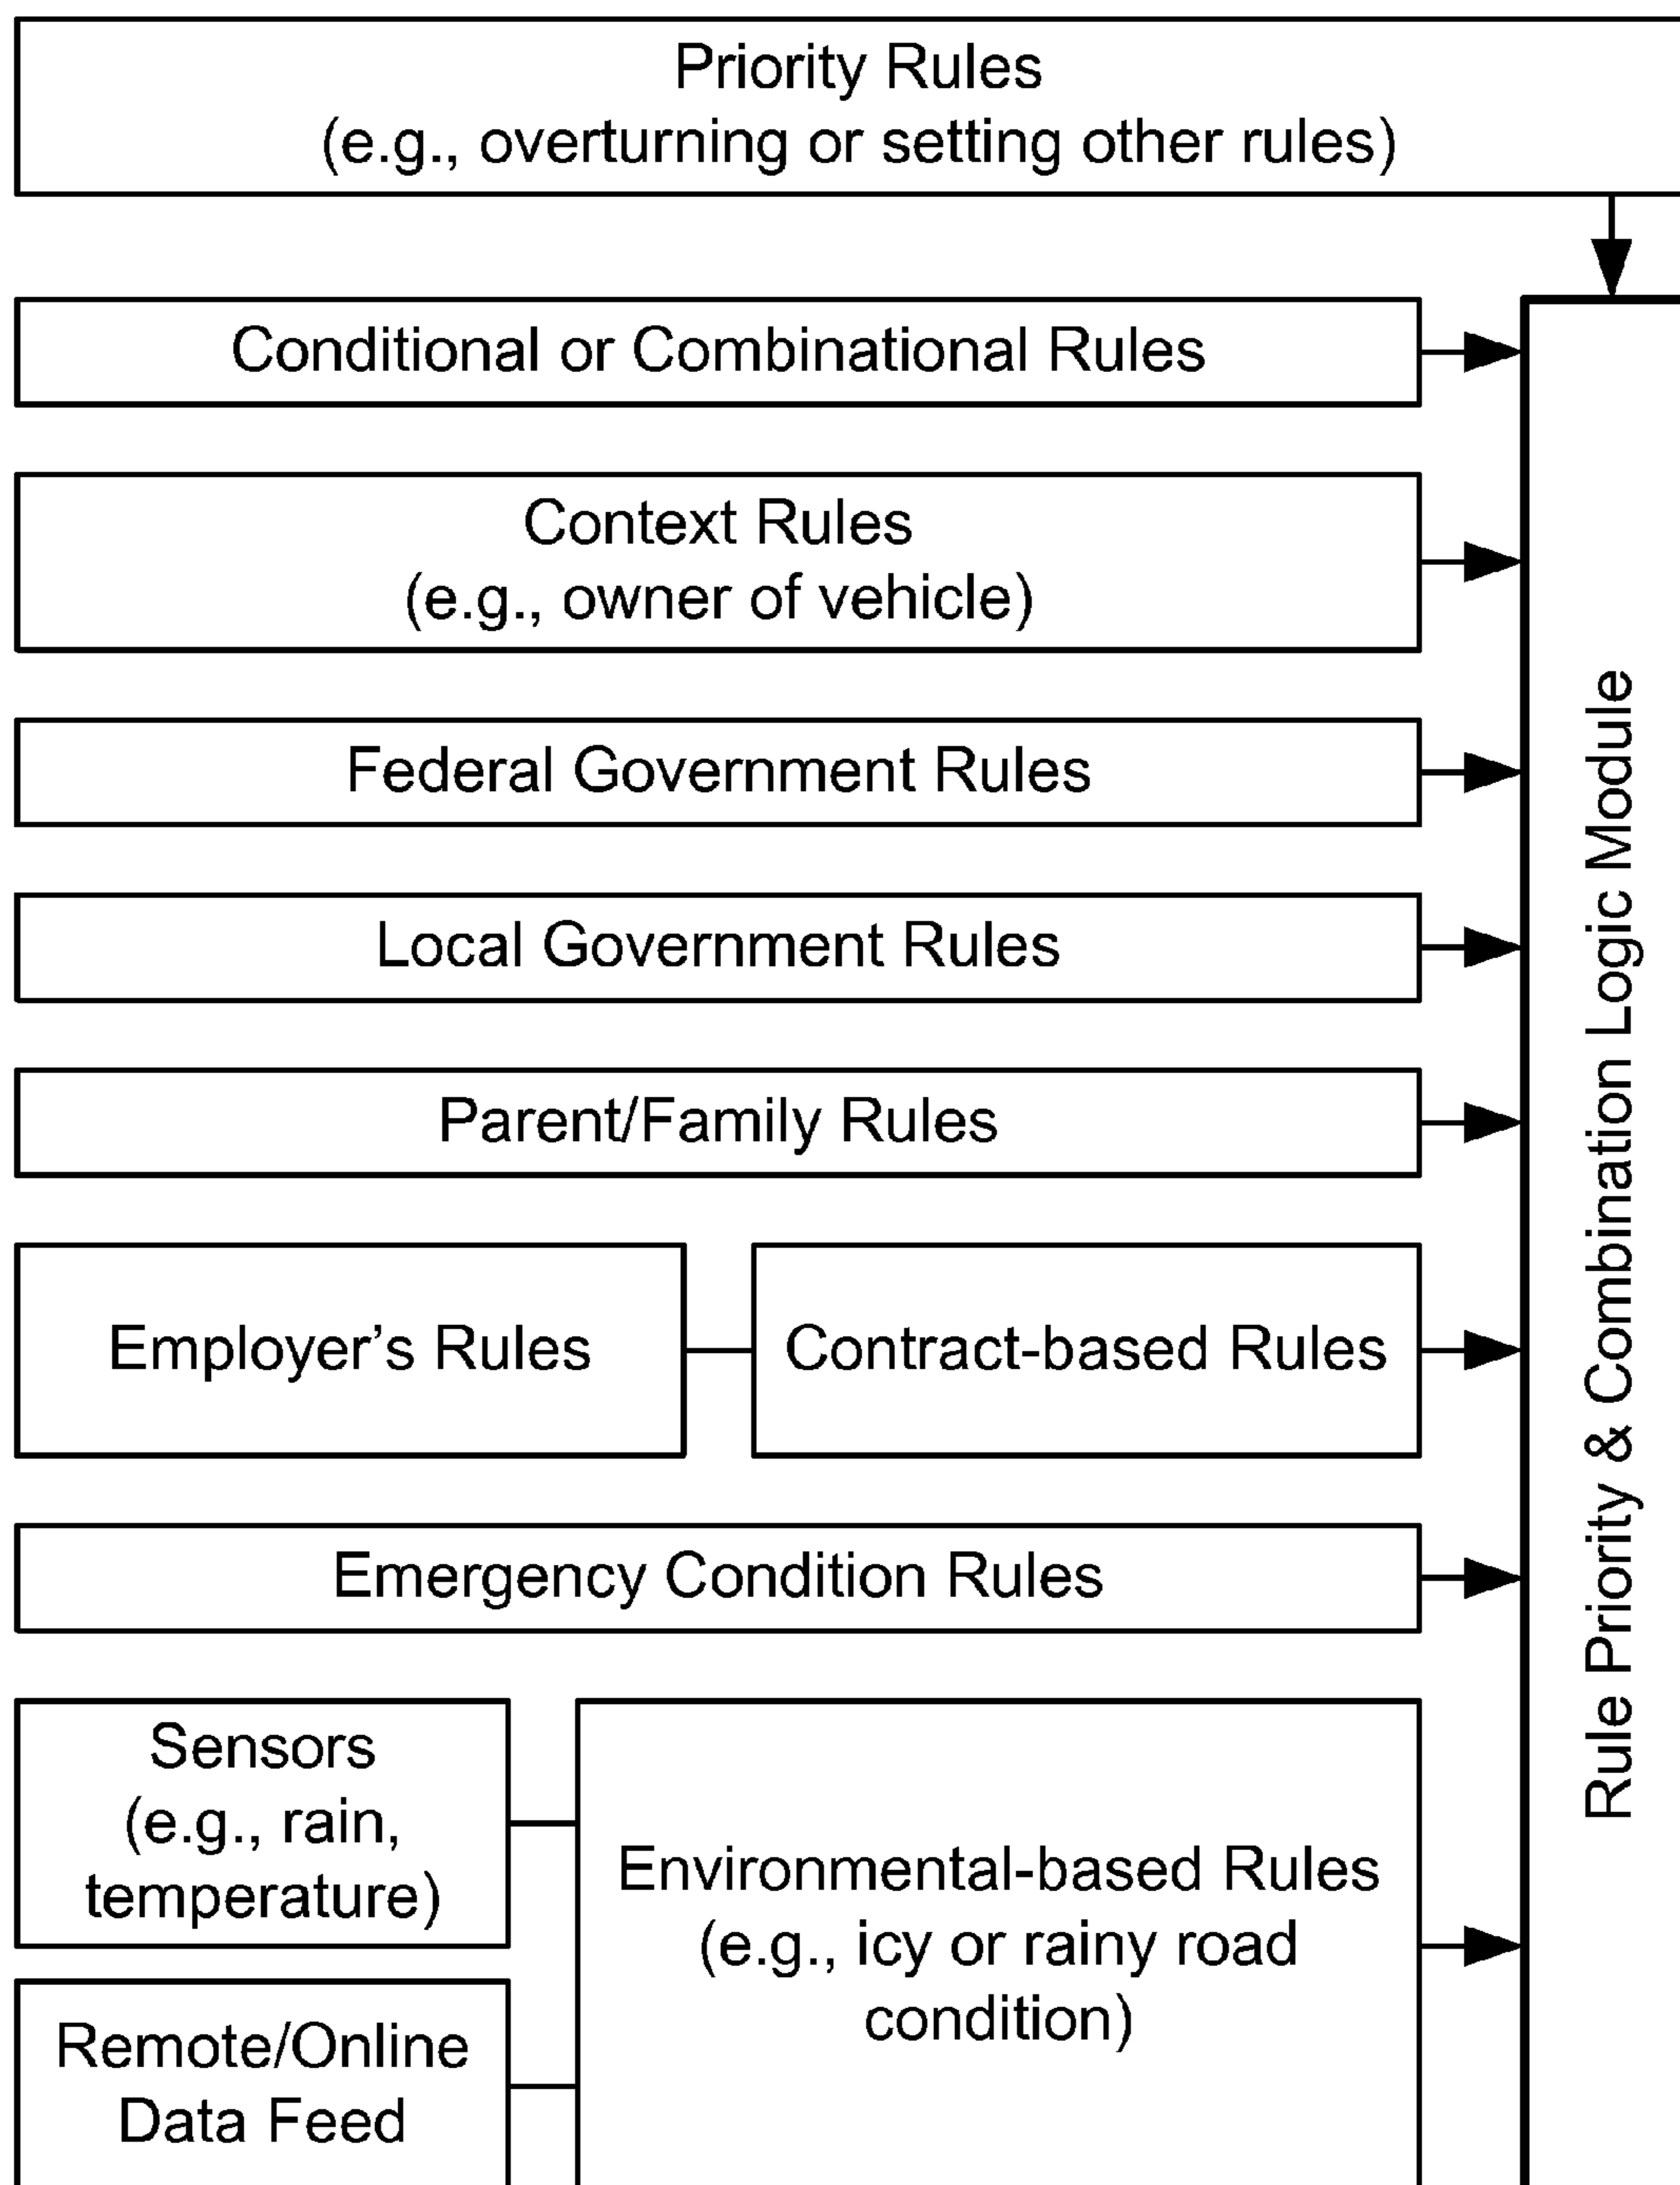 Priority Rules
(e.g., overturning or setting other rules)
Conditional or Combinational Rules
Context Rules
(e.g., owner of vehicle)
Federal Government Rules
Local Government Rules
Parent/Family Rules
Employer’s Rules
Contract-based Rules
Emergency Condition Rules
Sensors
(e.g., rain,
temperature)
Remote/Online
Data Feed
Environmental-based Rules
(e.g., icy or rainy road
condition)
Rule Priority & Combination Logic Module